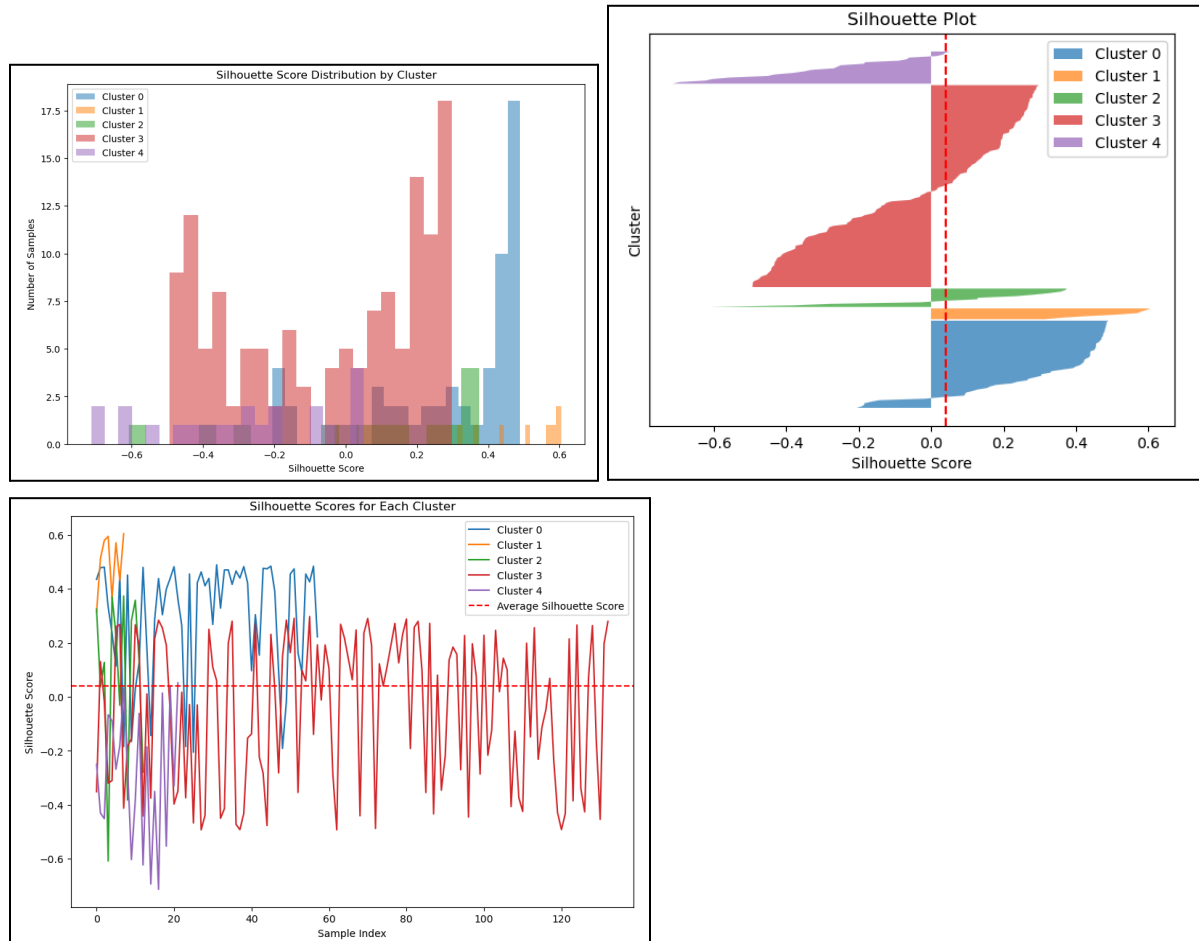 Silhouette Score Distribution by Cluster
Cluster 0
Cluster 1
Cluster 2
Cluster 3
Cluster 4
17.5
15.0
12.5
10.0
7.5
5.0
2.5
0.0
Number of Samples
−0.6
−0.4
−0.2
0.0
0.2
0.4
0.6
Silhouette Score
Silhouette Plot
Cluster 0
Cluster 1
Cluster 2
Cluster 3
Cluster 4
Cluster
−0.6
−0.4
−0.2
0.0
0.2
0.4
0.6
Silhouette Score
Silhouette Scores for Each Cluster
Cluster 0
Cluster 1
Cluster 2
Cluster 3
Cluster 4
Average Silhouette Score
0.6
0.4
0.2
0.0
−0.2
−0.4
−0.6
Silhouette Score
0
20
40
60
80
100
120
Sample Index